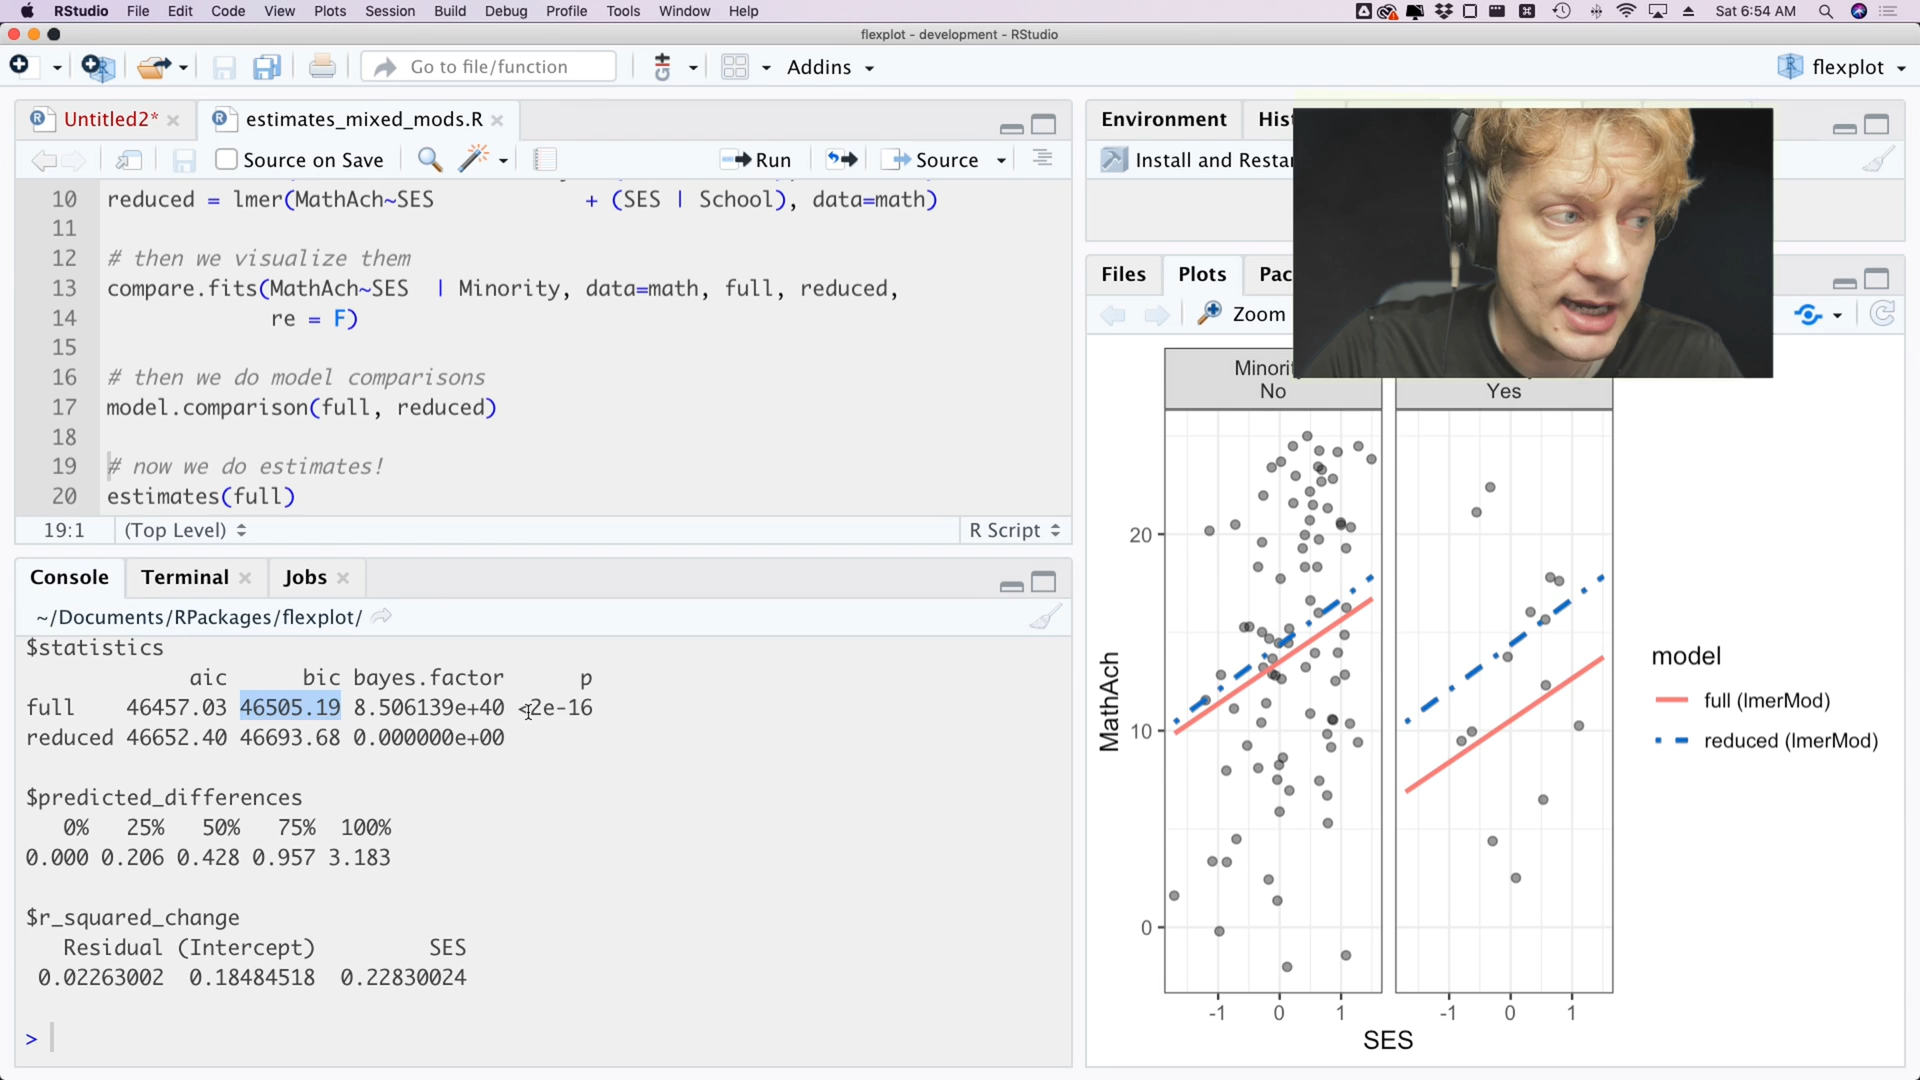 RStudio File Edit Code View Plots Session Build Debug Profile Tools Window Help Sat 6:54 AM
flexplot - development - RStudio
Go to file/function Addins flexplot
Untitled2* estimates_mixed_mods.R
Source on Save Run Source
10 reduced = lmer(MathAch~SES + (SES | School), data=math)
11
12 # then we visualize them
13 compare.fits(MathAch~SES | Minority, data=math, full, reduced,
14 re = F)
15
16 # then we do model comparisons
17 model.comparison(full, reduced)
18
19 # now we do estimates!
20 estimates(full)
19:1 (Top Level) R Script
Console Terminal Jobs
~/Documents/RPackages/flexplot/
$statistics
aic bic bayes.factor p
full 46457.03 46505.19 8.506139e+40 <2e-16
reduced 46652.40 46693.68 0.000000e+00
$predicted_differences
0% 25% 50% 75% 100%
0.000 0.206 0.428 0.957 3.183
$r_squared_change
Residual (Intercept) SES
0.02263002 0.18484518 0.22830024
>
Environment Hist
Install and Resta
Files Plots Pac
Zoom
Minori
No Yes
20
10
0
MathAch
-1 0 1 -1 0 1
SES
model
full (lmerMod)
reduced (lmerMod)